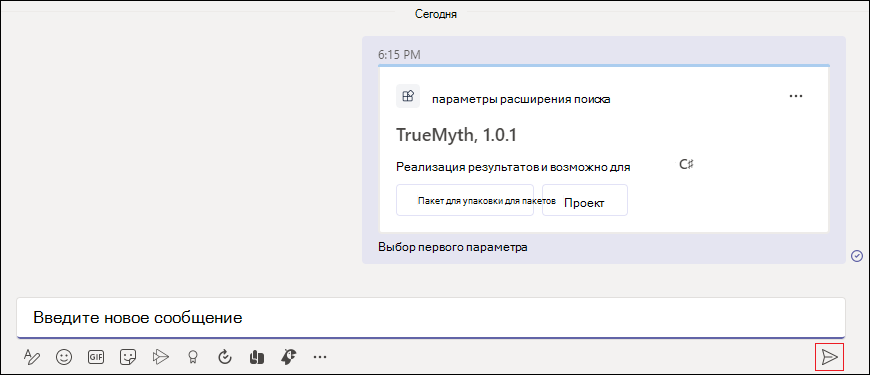 Сегодня
6:15 PM
параметры расширения поиска
TrueMyth, 1.0.1
Реализация результатов и возможно для C♯
Пакет для упаковки для пакетов Проект
Выбор первого параметра
Введите новое сообщение
GIF